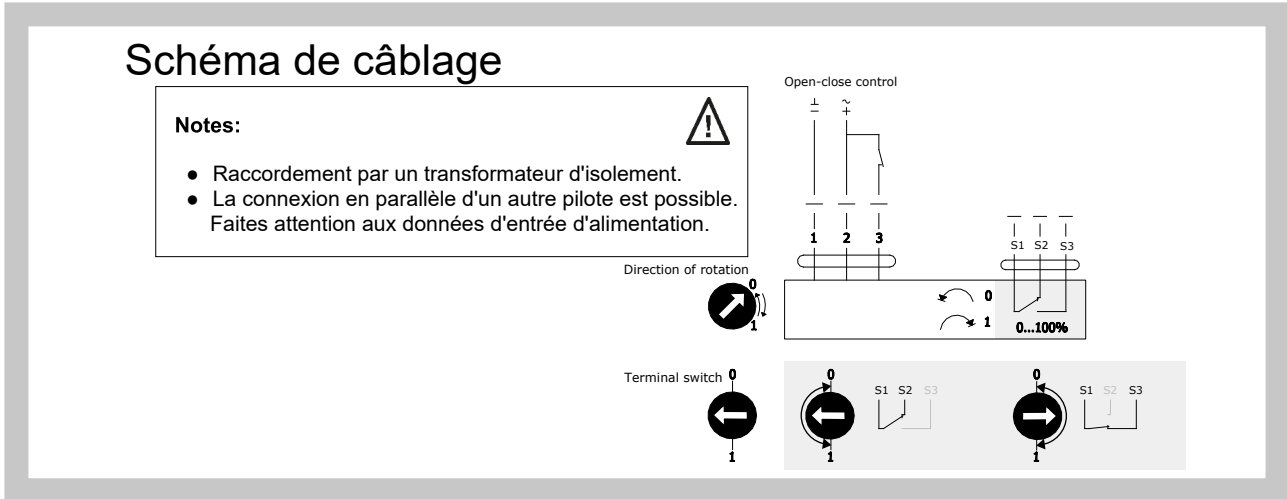 Schéma de câblage
Notes:
● Raccordement par un transformateur d'isolement.
● La connexion en parallèle d'un autre pilote est possible.
Faites attention aux données d'entrée d'alimentation.
Open-close control
⊥ ~
− +
1 2 3
S1 S2 S3
Direction of rotation
0
1
0
1
0...100%
Terminal switch
0
1
0
1
S1 S2 S3
0
1
S1 S2 S3